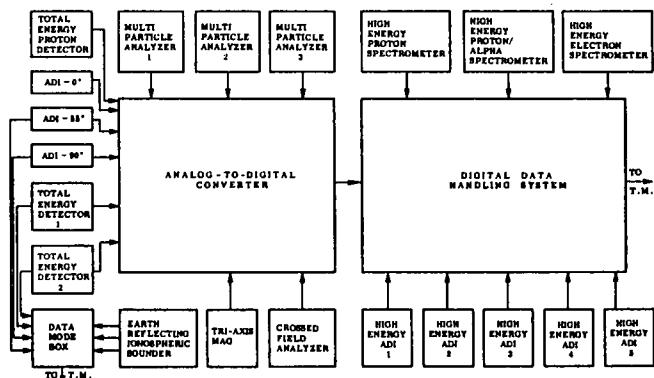 TOTAL
ENERGY
PROTON
DETECTOR
MULTI
PARTICLE
ANALYZER
1
MULTI
PARTICLE
ANALYZER
2
MULTI
PARTICLE
ANALYZER
3
HIGH
ENERGY
PROTON
SPECTROMETER
HIGH
ENERGY
PROTON/
ALPHA
SPECTROMETER
HIGH
ENERGY
ELECTRON
SPECTROMETER
ADI - 0°
ADI - 55°
ADI - 90°
TOTAL
ENERGY
DETECTOR
1
TOTAL
ENERGY
DETECTOR
2
ANALOG-TO-DIGITAL
CONVERTER
DIGITAL DATA
HANDLING SYSTEM
TO
T.M.
DATA
MODE
BOX
EARTH
REFLECTING
IONOSPHERIC
SOUNDER
TRI-AXIS
MAG
CROSSED
FIELD
ANALYZER
HIGH
ENERGY
ADI
1
HIGH
ENERGY
ADI
2
HIGH
ENERGY
ADI
3
HIGH
ENERGY
ADI
4
HIGH
ENERGY
ADI
5
TO T.M.